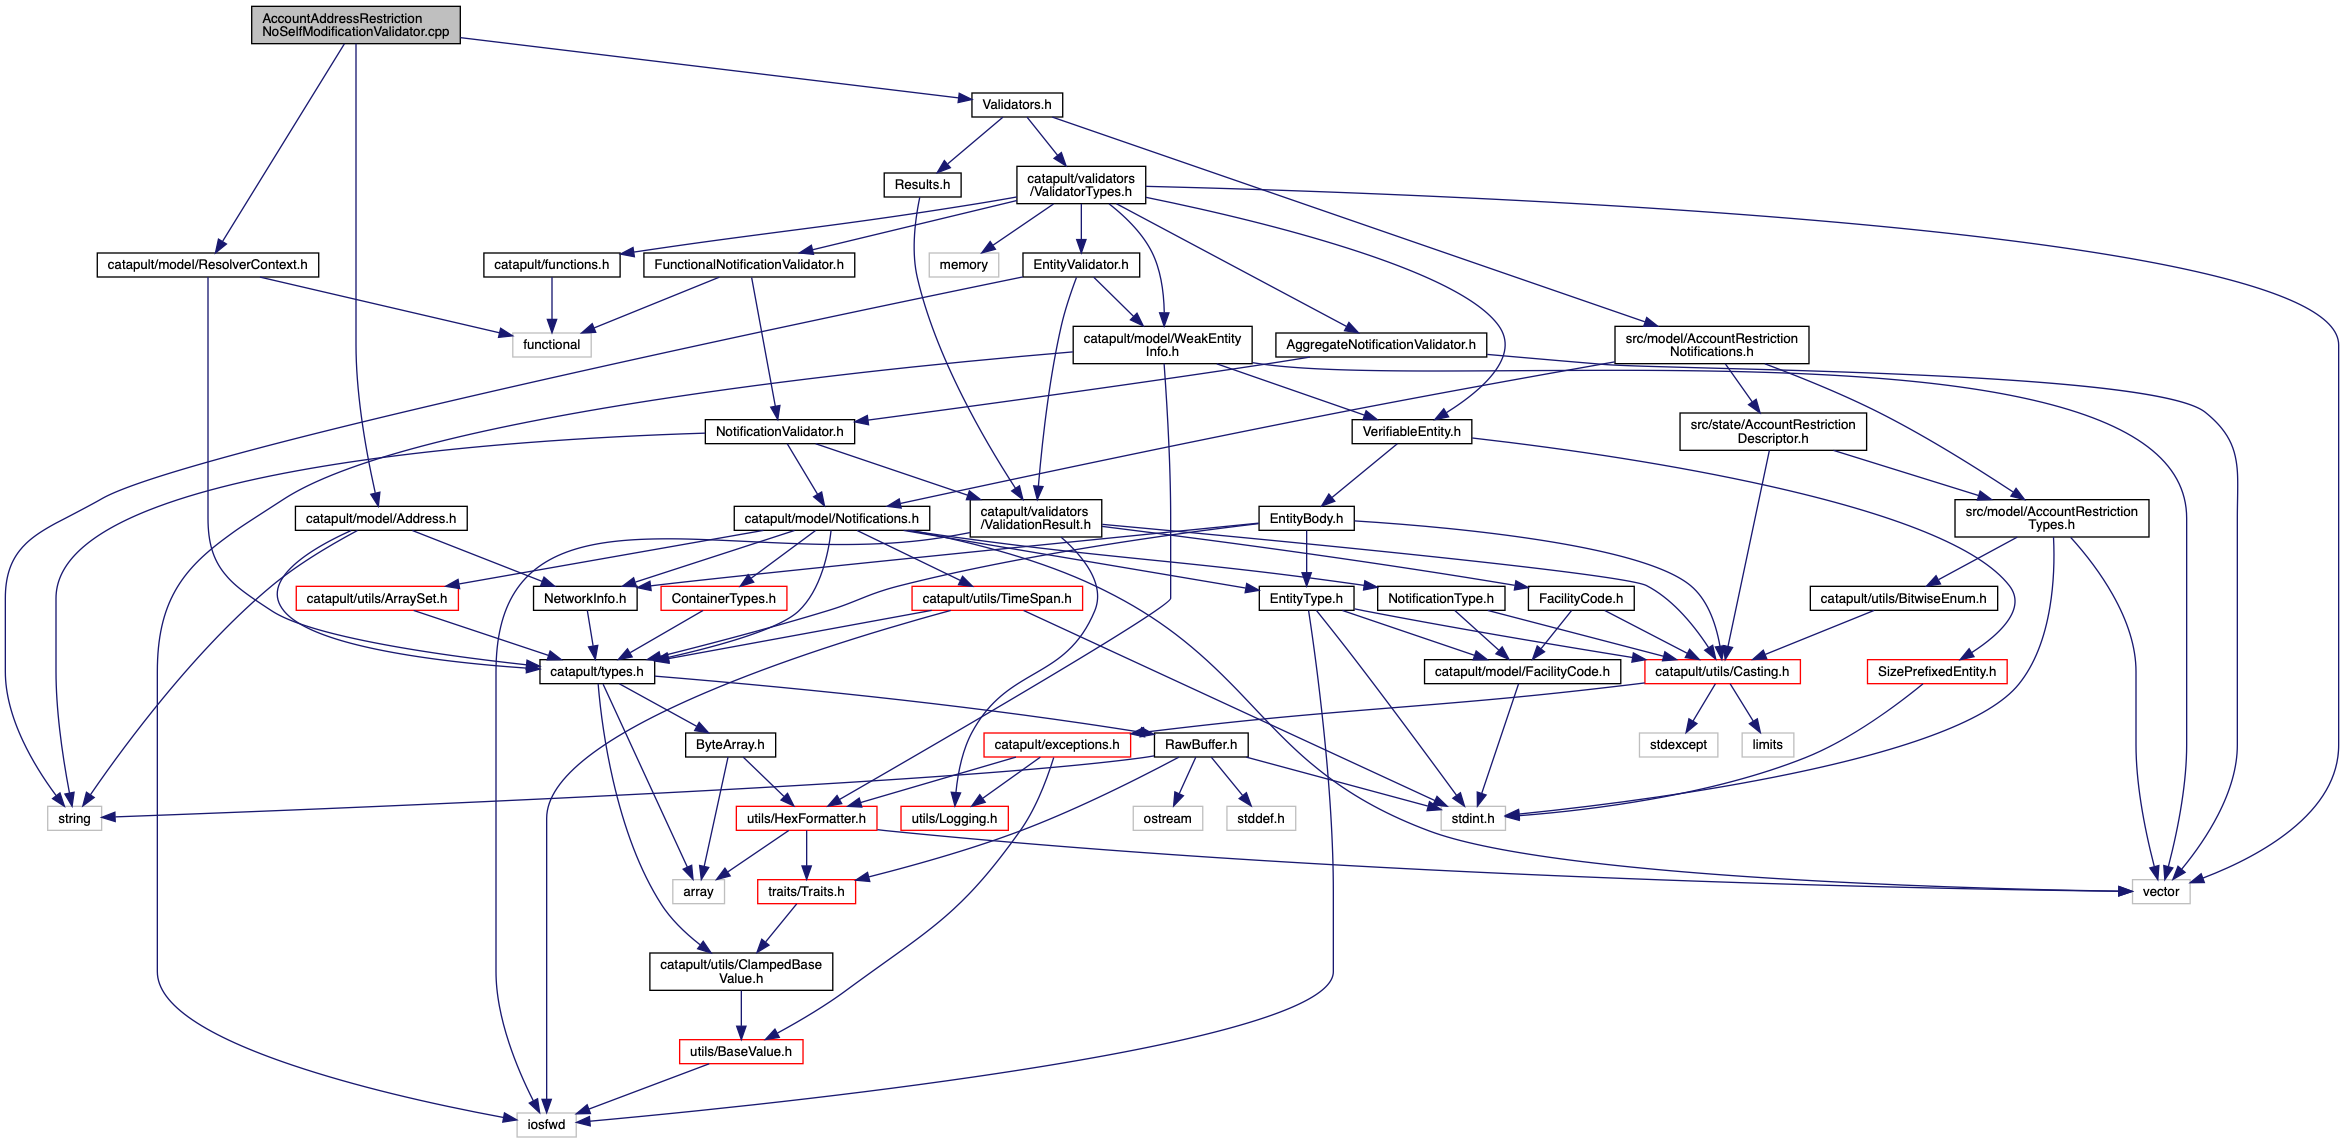 AccountAddressRestriction
NoSelfModificationValidator.cpp
Validators.h
Results.h
catapult/validators
/ValidatorTypes.h
catapult/model/ResolverContext.h
catapult/functions.h
FunctionalNotificationValidator.h
memory
EntityValidator.h
functional
catapult/model/WeakEntity
Info.h
AggregateNotificationValidator.h
src/model/AccountRestriction
Notifications.h
NotificationValidator.h
VerifiableEntity.h
src/state/AccountRestriction
Descriptor.h
catapult/model/Address.h
catapult/model/Notifications.h
catapult/validators
/ValidationResult.h
EntityBody.h
src/model/AccountRestriction
Types.h
catapult/utils/ArraySet.h
NetworkInfo.h
ContainerTypes.h
catapult/utils/TimeSpan.h
EntityType.h
NotificationType.h
FacilityCode.h
catapult/utils/BitwiseEnum.h
catapult/types.h
catapult/model/FacilityCode.h
catapult/utils/Casting.h
SizePrefixedEntity.h
ByteArray.h
catapult/exceptions.h
RawBuffer.h
stdexcept
limits
string
utils/HexFormatter.h
utils/Logging.h
ostream
stddef.h
stdint.h
array
traits/Traits.h
vector
catapult/utils/ClampedBase
Value.h
utils/BaseValue.h
iosfwd